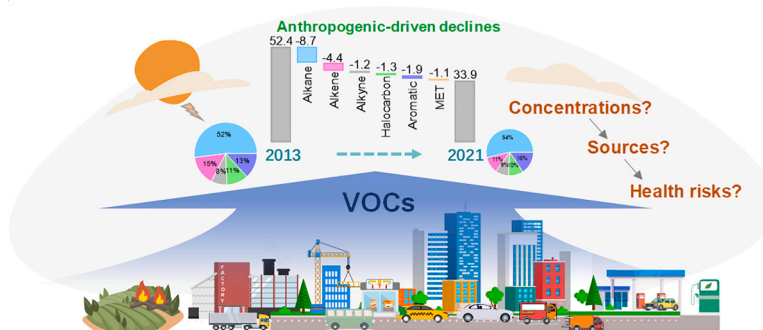 Anthropogenic-driven declines
52.4
-8.7
-4.4
-1.2
-1.3
-1.9
-1.1
33.9
Alkane
Alkene
Alkyne
Halocarbon
Aromatic
MET
2013
2021
52%
15%
8%
11%
13%
54%
11%
10%
15%
Concentrations?
Sources?
Health risks?
VOCs
FACTORY